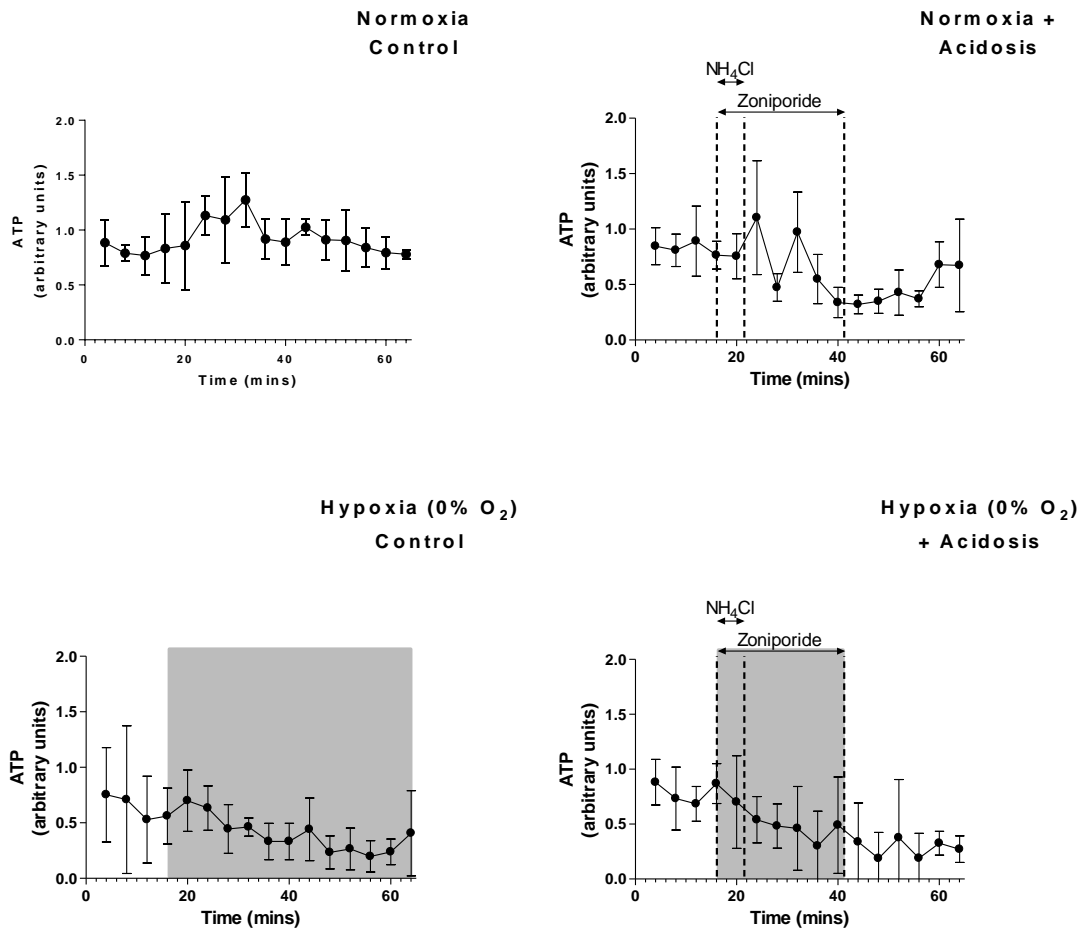 Normoxia
Control
2.0
1.5
1.0
0.5
0.0
ATP
(arbitrary units)
0 20 40 60
Time (mins)
Normoxia +
Acidosis
NH₄Cl
Zoniporide
2.0
1.5
1.0
0.5
0.0
ATP
(arbitrary units)
0 20 40 60
Time (mins)
Hypoxia (0% O₂)
Control
2.0
1.5
1.0
0.5
0.0
ATP
(arbitrary units)
0 20 40 60
Time (mins)
Hypoxia (0% O₂)
+ Acidosis
NH₄Cl
Zoniporide
2.0
1.5
1.0
0.5
0.0
ATP
(arbitrary units)
0 20 40 60
Time (mins)